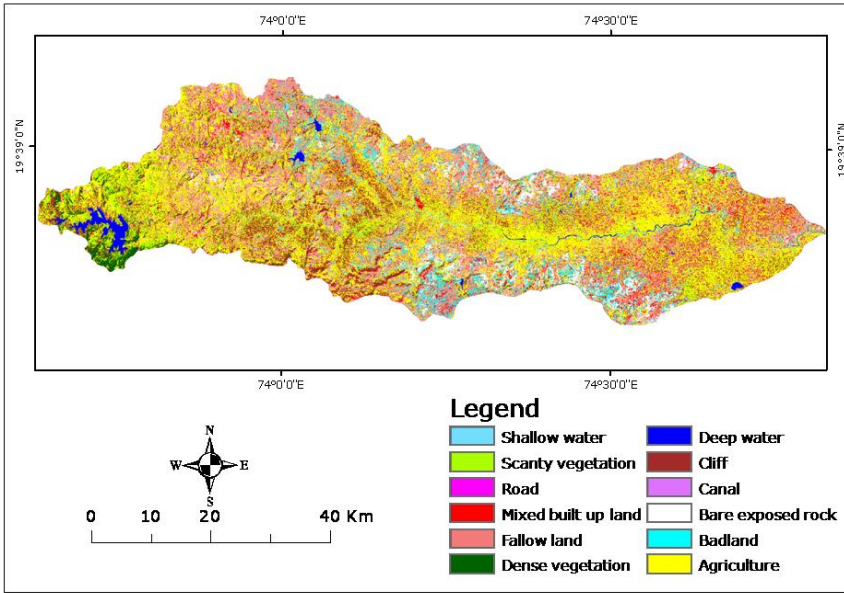 74°0'0"E 74°30'0"E
19°39'0"N 19°39'0"N
74°0'0"E 74°30'0"E
Legend
Shallow water Deep water
Scanty vegetation Cliff
Road Canal
Mixed built up land Bare exposed rock
Fallow land Badland
Dense vegetation Agriculture
N
W E
S
0 10 20 40 Km